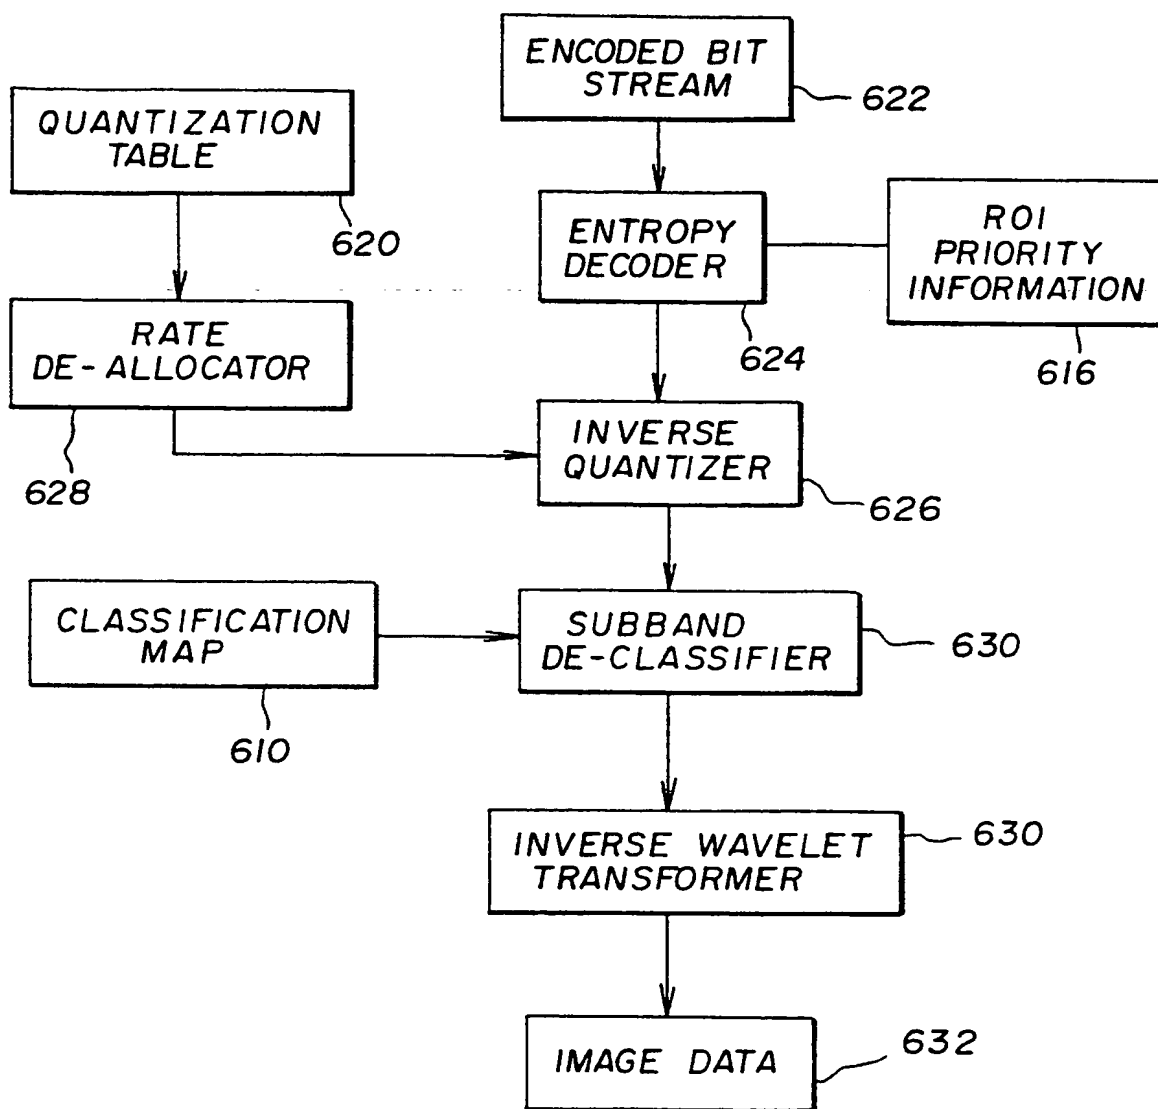 ENCODED BIT
STREAM
622
QUANTIZATION
TABLE
620
ENTROPY
DECODER
624
ROI
PRIORITY
INFORMATION
616
RATE
DE-ALLOCATOR
628
INVERSE
QUANTIZER
626
CLASSIFICATION
MAP
610
SUBBAND
DE-CLASSIFIER
630
INVERSE WAVELET
TRANSFORMER
630
IMAGE DATA
632